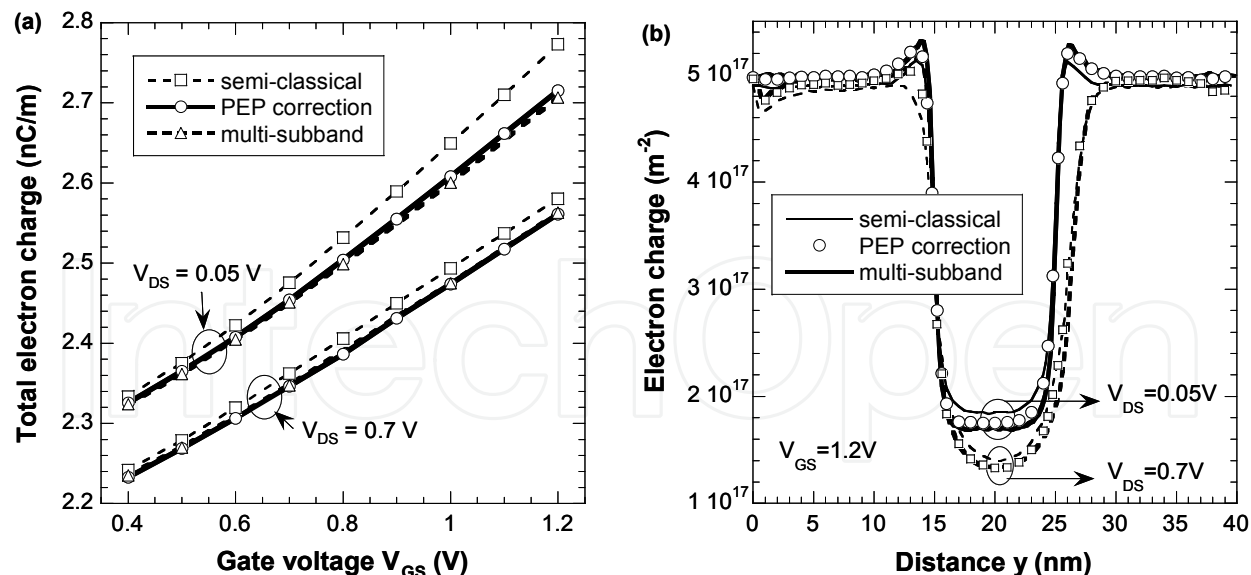 (a)
2.8
2.7
2.6
2.5
2.4
2.3
2.2
Total electron charge (nC/m)
semi-classical
PEP correction
multi-subband
V_DS = 0.05 V
V_DS = 0.7 V
0.4
0.6
0.8
1
1.2
Gate voltage V_GS (V)
(b)
5 10^17
4 10^17
3 10^17
2 10^17
1 10^17
Electron charge (m^-2)
semi-classical
PEP correction
multi-subband
V_DS=0.05V
V_GS=1.2V
V_DS=0.7V
0
5
10
15
20
25
30
35
40
Distance y (nm)
IntechOpen